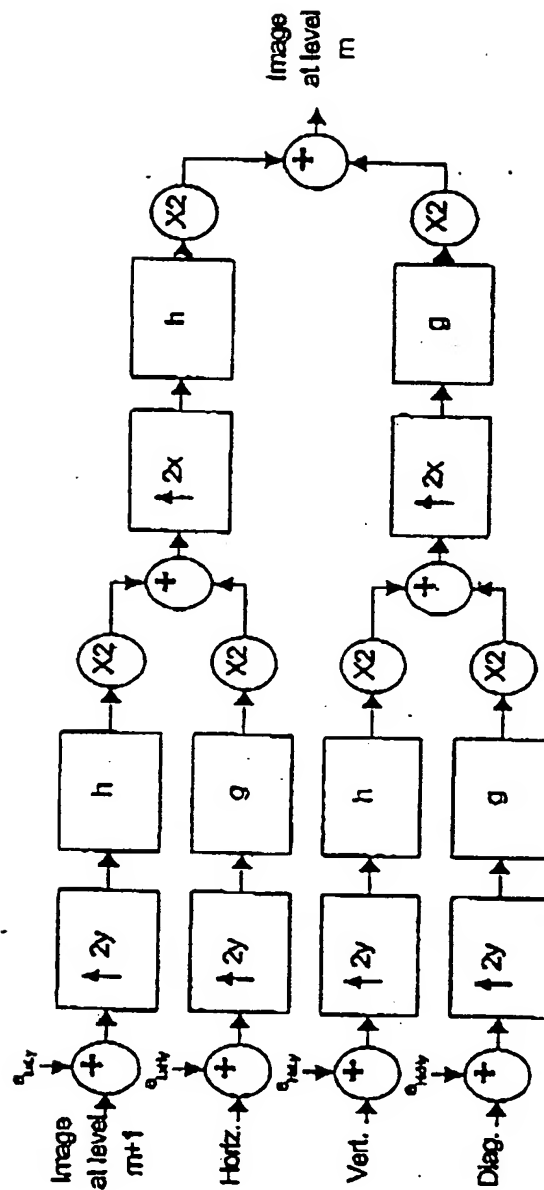 Image
at level
m+1
Hortz.
Vert.
Diag.
+
+
+
+
↑2y
↑2y
↑2y
↑2y
h
g
h
g
X2
X2
X2
X2
+
+
↑2x
↑2x
h
g
X2
X2
+
Image
at level
m